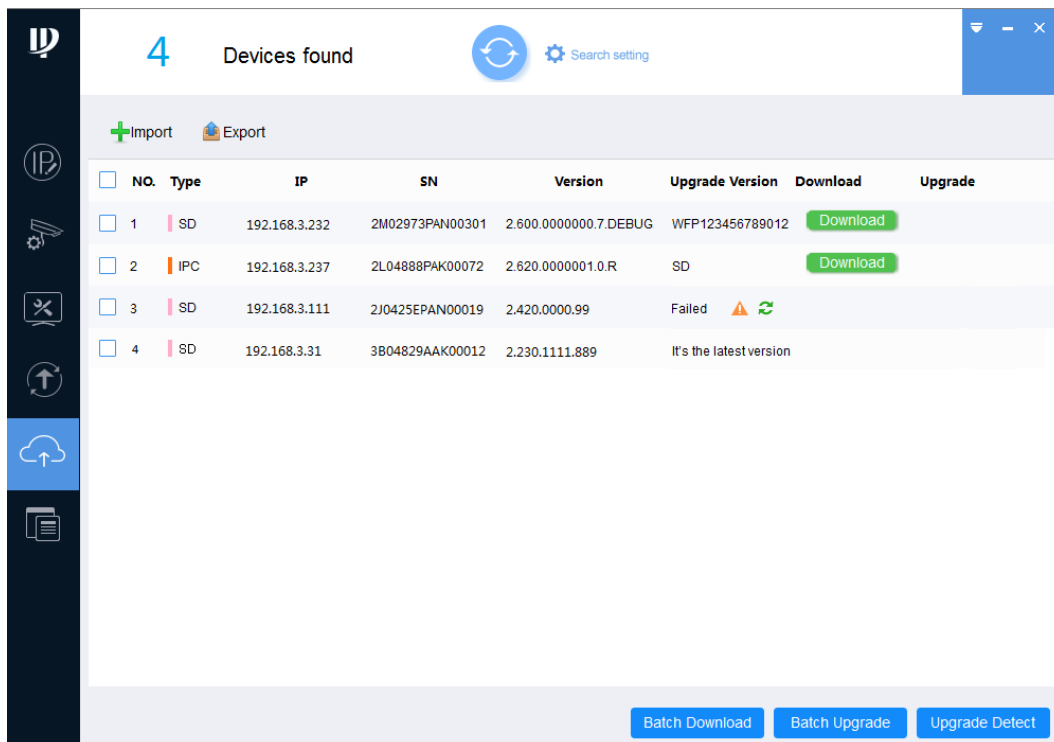 4 Devices found Search setting
Import Export
NO. Type IP SN Version Upgrade Version Download Upgrade
1 SD 192.168.3.232 2M02973PAN00301 2.600.0000000.7.DEBUG WFP123456789012 Download
2 IPC 192.168.3.237 2L04888PAK00072 2.620.0000001.0.R SD Download
3 SD 192.168.3.111 2J0425EPAN00019 2.420.0000.99 Failed
4 SD 192.168.3.31 3B04829AAK00012 2.230.1111.889 It's the latest version
Batch Download Batch Upgrade Upgrade Detect
IP